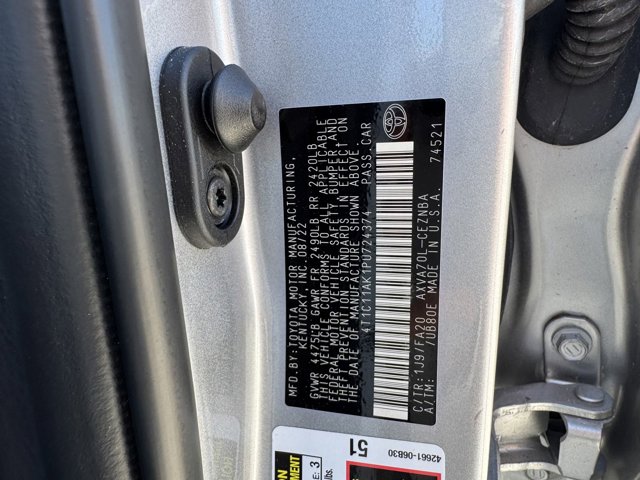 MFD.BY:TOYOTA MOTOR MANUFACTURING,
KENTUCKY,INC.08/22
GVWR 4475LB GAWR FR 2490LB RR 2420LB
THIS VEHICLE CONFORMS TO ALL APPLICABLE
FEDERAL MOTOR VEHICLE SAFETY BUMPER AND
THEFT PREVENTION STANDARDS IN EFFECT ON
THE DATE OF MANUFACTURE SHOWN ABOVE.
4T1C11AK1PU724374 PASS.CAR
C/TR: 1J9/FA20 AXVA70L-CEZNBA
A/TM: /UB80E MADE IN U.S.A. 74521
42661-06B30
51
E: 3
lbs.